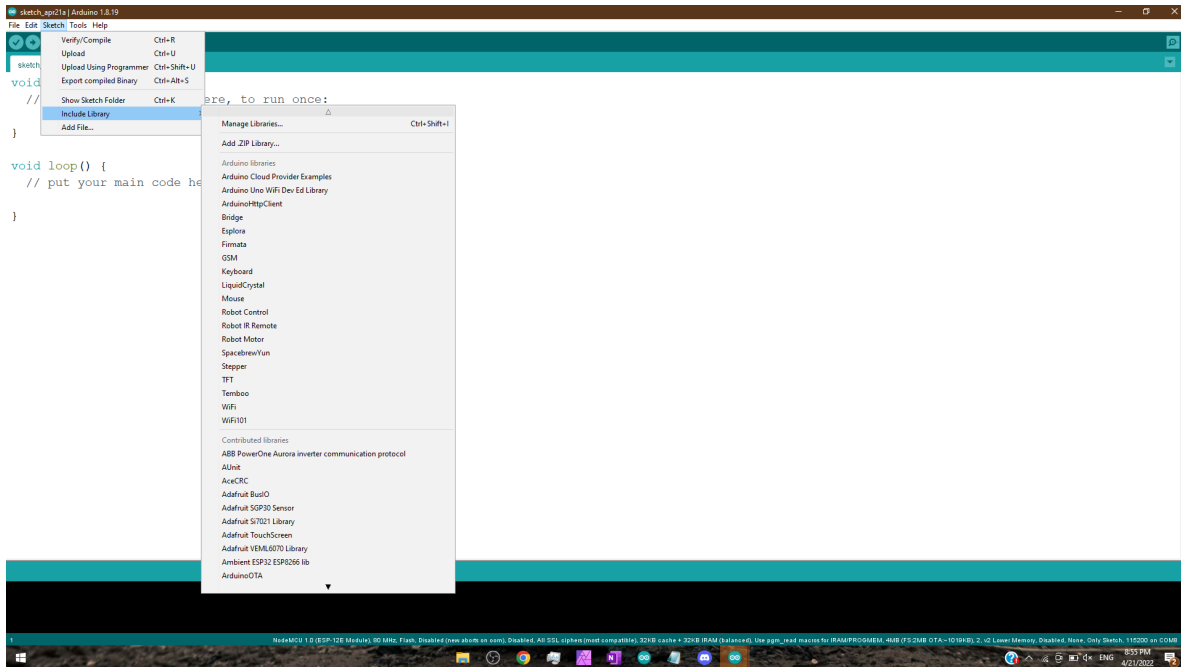 sketch_apr21a | Arduino 1.8.19
File Edit Sketch Tools Help
sketch
Verify/Compile Ctrl+R
Upload Ctrl+U
Upload Using Programmer Ctrl+Shift+U
Export compiled Binary Ctrl+Alt+S
Show Sketch Folder Ctrl+K
Include Library
Add File...
void
// ere, to run once:
}
void loop() {
// put your main code he
}
Manage Libraries... Ctrl+Shift+I
Add .ZIP Library...
Arduino libraries
Arduino Cloud Provider Examples
Arduino Uno WiFi Dev Ed Library
ArduinoHttpClient
Bridge
Esplora
Firmata
GSM
Keyboard
LiquidCrystal
Mouse
Robot Control
Robot IR Remote
Robot Motor
SpacebrewYun
Stepper
TFT
Temboo
WiFi
WiFi101
Contributed libraries
ABB PowerOne Aurora inverter communication protocol
AUnit
AceCRC
Adafruit BusIO
Adafruit SGP30 Sensor
Adafruit Si7021 Library
Adafruit TouchScreen
Adafruit VEML6070 Library
Ambient ESP32 ESP8266 lib
ArduinoOTA
1 NodeMCU 1.0 (ESP-12E Module), 80 MHz, Flash, Disabled (new aborts on oom), Disabled, All SSL ciphers (most compatible), 32KB cache + 32KB IRAM (balanced), Use pgm_read macros for IRAM/PROGMEM, 4MB (FS:2MB OTA:~1019KB), 2, v2 Lower Memory, Disabled, None, Only Sketch, 115200 on COM8
ENG
8:55 PM
4/21/2022